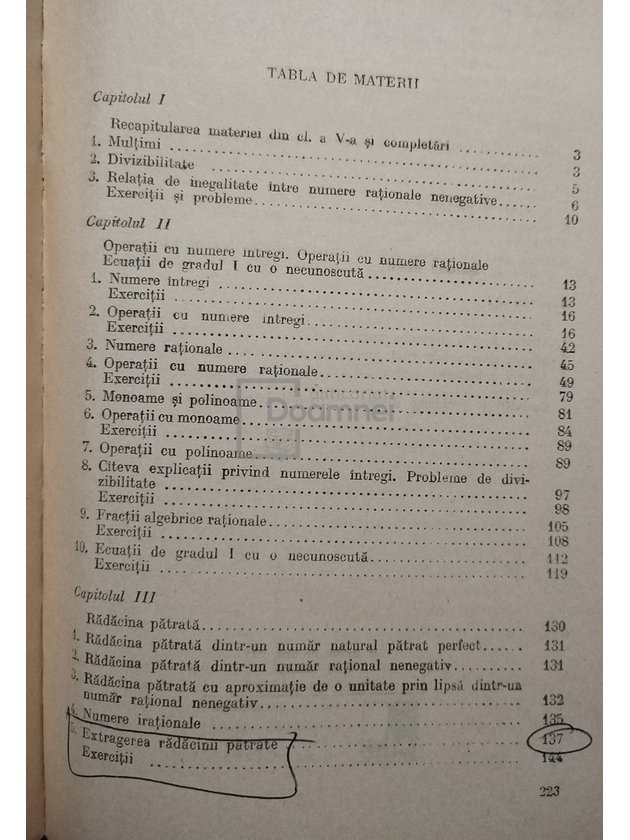 TABLA DE MATERII
Capitolul I
Recapitularea materiei din cl. a V-a și completări . . . . . . . . . . 3
1. Mulțimi . . . . . . . . . . 3
2. Divizibilitate . . . . . . . . . . 5
3. Relația de inegalitate între numere raționale nenegative . . . . . . 6
Exerciții și probleme . . . . . . . . . . 10
Capitolul II
Operații cu numere întregi. Operații cu numere raționale
Ecuații de gradul I cu o necunoscută . . . . . . . . . . 13
1. Numere întregi . . . . . . . . . . 13
Exerciții . . . . . . . . . . 16
2. Operații cu numere întregi . . . . . . . . . . 16
Exerciții . . . . . . . . . . 42
3. Numere raționale . . . . . . . . . . 45
4. Operații cu numere raționale . . . . . . . . . . 49
Exerciții . . . . . . . . . . 79
5. Monoame și polinoame . . . . . . . . . . 81
6. Operații cu monoame . . . . . . . . . . 84
Exerciții . . . . . . . . . . 89
7. Operații cu polinoame . . . . . . . . . . 89
8. Cîteva explicații privind numerele întregi. Probleme de divi-
zibilitate . . . . . . . . . . 97
Exerciții . . . . . . . . . . 98
9. Fracții algebrice raționale . . . . . . . . . . 105
Exerciții . . . . . . . . . . 108
10. Ecuații de gradul I cu o necunoscută . . . . . . . . . . 112
Exerciții . . . . . . . . . . 119
Capitolul III
Rădăcina pătrată . . . . . . . . . . 130
1. Rădăcina pătrată dintr-un număr natural pătrat perfect . . . . . . 131
2. Rădăcina pătrată dintr-un număr rațional nenegativ . . . . . . . . . . 131
3. Rădăcina pătrată cu aproximație de o unitate prin lipsă dintr-un
număr rațional nenegativ . . . . . . . . . . 132
4. Numere iraționale . . . . . . . . . . 135
5. Extragerea rădăcinii pătrate . . . . . . . . . . 137
Exerciții . . . . . . . . . . 144
223
anticariat
Doamnei